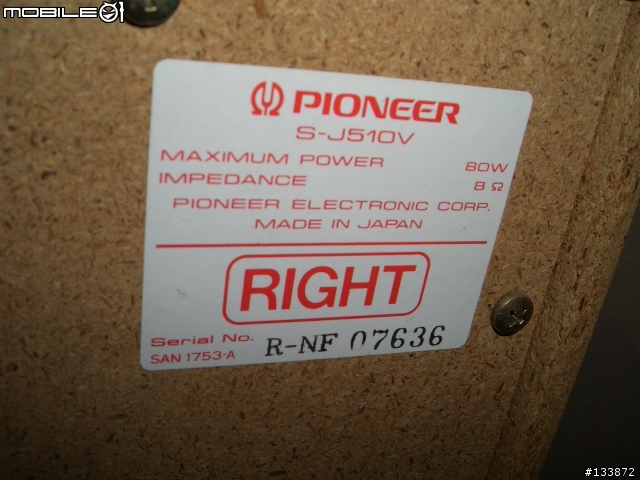 MOBILE01
PIONEER
S-J510V
MAXIMUM POWER 80W
IMPEDANCE 8 Ω
PIONEER ELECTRONIC CORP.
MADE IN JAPAN
RIGHT
Serial No. R-NF 07636
SAN 1753-A
#133872